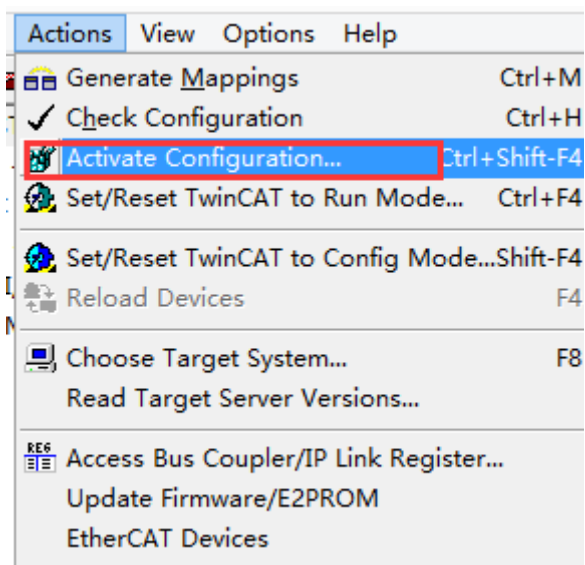 Actions View Options Help
Generate Mappings Ctrl+M
Check Configuration Ctrl+H
Activate Configuration... Ctrl+Shift-F4
Set/Reset TwinCAT to Run Mode... Ctrl+F4
Set/Reset TwinCAT to Config Mode...Shift-F4
Reload Devices F4
Choose Target System... F8
Read Target Server Versions...
REG Access Bus Coupler/IP Link Register...
Update Firmware/E2PROM
EtherCAT Devices